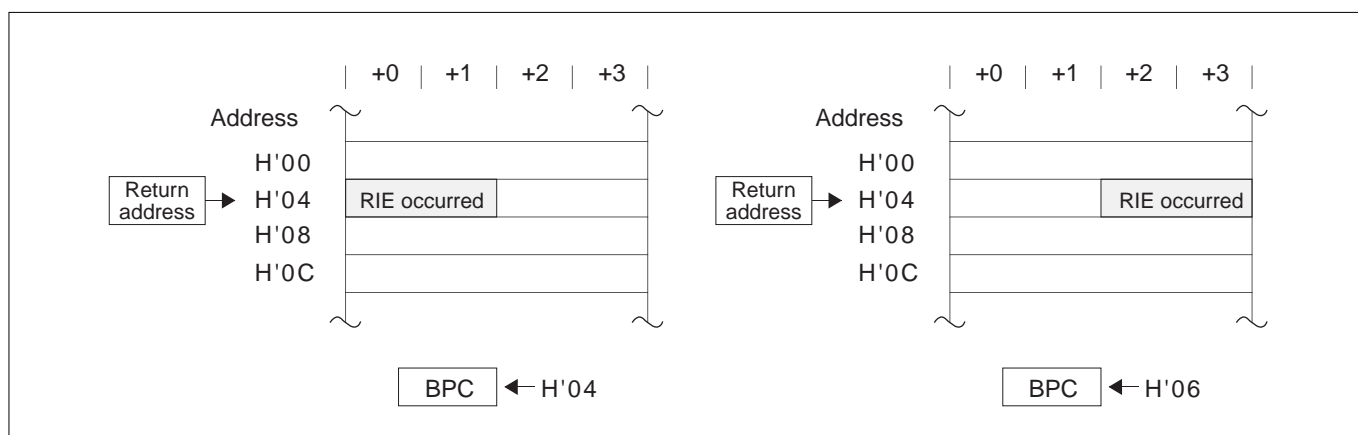 +0 +1 +2 +3
Address
H'00
Return
address
H'04 RIE occurred
H'08
H'0C
BPC H'04
+0 +1 +2 +3
Address
H'00
Return
address
H'04 RIE occurred
H'08
H'0C
BPC H'06